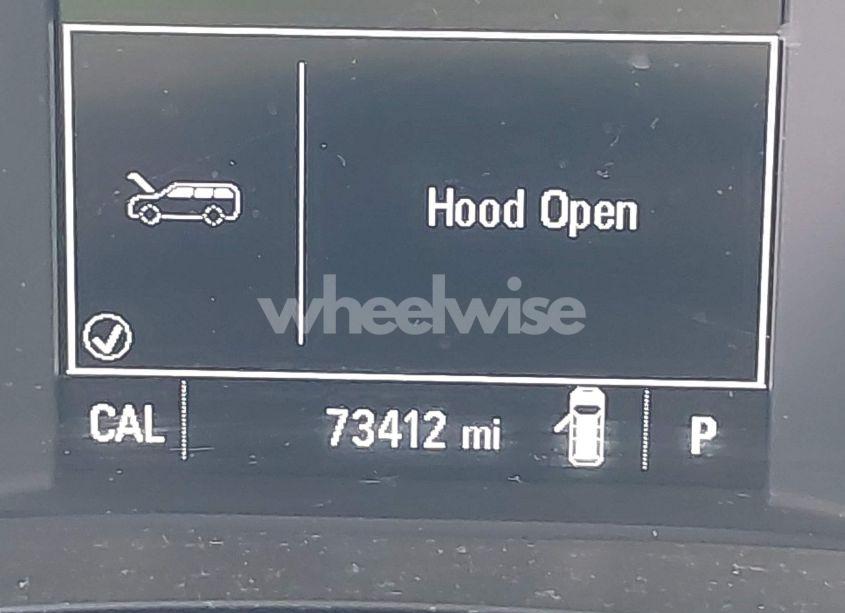 Hood Open
wheelwise
CAL 73412 mi P